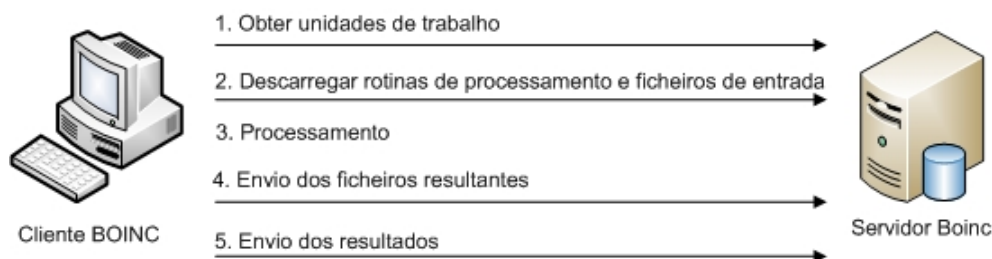 1. Obter unidades de trabalho
2. Descarregar rotinas de processamento e ficheiros de entrada
3. Processamento
4. Envio dos ficheiros resultantes
5. Envio dos resultados
Cliente BOINC
Servidor Boinc